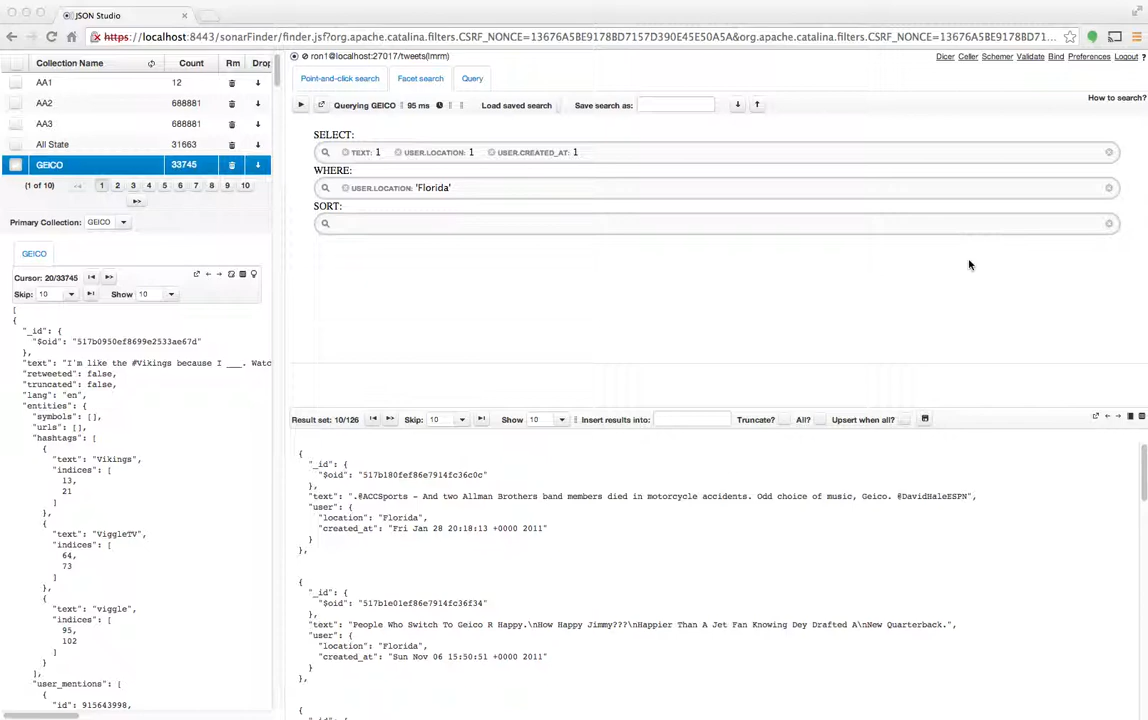 JSON Studio
https://localhost:8443/sonarFinder/finder.jsf?org.apache.catalina.filters.CSRF_NONCE=13676A5BE9178BD7157D390E45E50A5A&org.apache.catalina.filters.CSRF_NONCE=13676A5BE9178BD71...
Collection Name Count Rm Drop
AA1 12
AA2 688881
AA3 688881
All State 31663
GEICO 33745
(1 of 10) 1 2 3 4 5 6 7 8 9 10
Primary Collection: GEICO
GEICO
Cursor: 20/33745
Skip: 10 Show 10
[
{
"_id": {
"$oid": "517b0950ef8699e2533ae67d"
},
"text": "I'm like the #Vikings because I ___. Watc
"retweeted": false,
"truncated": false,
"lang": "en",
"entities": {
"symbols": [],
"urls": [],
"hashtags": [
{
"text": "Vikings",
"indices": [
13,
21
]
},
{
"text": "ViggleTV",
"indices": [
64,
73
]
},
{
"text": "viggle",
"indices": [
95,
102
]
}
],
"user_mentions": [
{
"id": 915643998,
ron1@localhost:27017/tweets(lmm)
Dicer Celler Schemer Validate Bind Preferences Logout
Point-and-click search Facet search Query
Querying GEICO 95 ms Load saved search Save search as:
How to search?
SELECT:
TEXT: 1 USER.LOCATION: 1 USER.CREATED_AT: 1
WHERE:
USER.LOCATION: 'Florida'
SORT:
Result set: 10/126 Skip: 10 Show 10 Insert results into: Truncate? All? Upsert when all?
{
"_id": {
"$oid": "517b180fef86e7914fc36c0c"
},
"text": ".@ACCSports - And two Allman Brothers band members died in motorcycle accidents. Odd choice of music, Geico. @DavidHaleESPN",
"user": {
"location": "Florida",
"created_at": "Fri Jan 28 20:18:13 +0000 2011"
}
},
{
"_id": {
"$oid": "517b1e01ef86e7914fc36f34"
},
"text": "People Who Switch To Geico R Happy.\nHow Happy Jimmy???\nHappier Than A Jet Fan Knowing Dey Drafted A\nNew Quarterback.",
"user": {
"location": "Florida",
"created_at": "Sun Nov 06 15:50:51 +0000 2011"
}
},
{